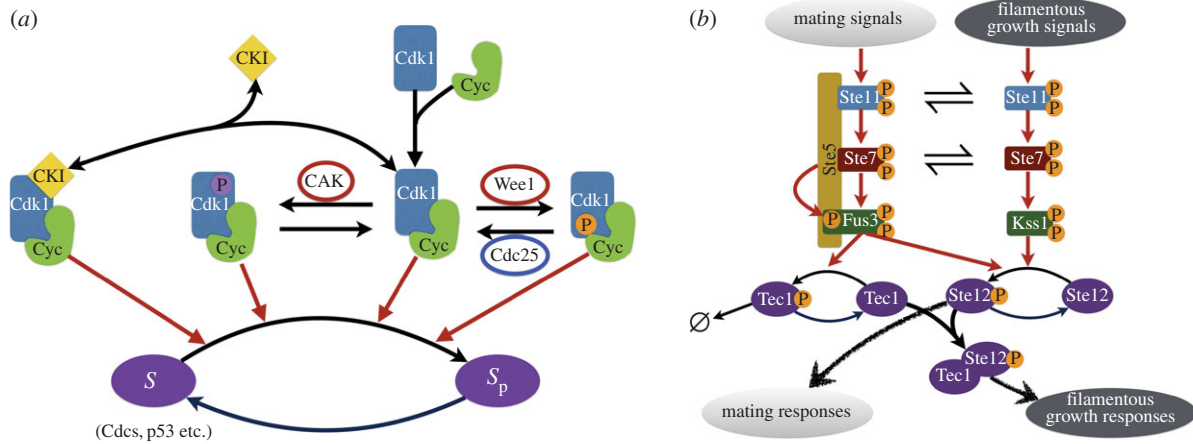 (a)
CKI
Cdk1
Cyc
CKI
Cdk1
Cyc
P
Cdk1
Cyc
CAK
Cdk1
Cyc
Wee1
Cdc25
Cdk1
P
Cyc
S
Sp
(Cdcs, p53 etc.)
(b)
mating signals
filamentous
growth signals
Ste5
Ste11
P
P
Ste11
P
P
Ste7
P
P
Ste7
P
P
P
Fus3
P
P
Kss1
P
P
∅
Tec1
P
Tec1
Ste12
P
Ste12
Ste12
P
Tec1
mating responses
filamentous
growth responses